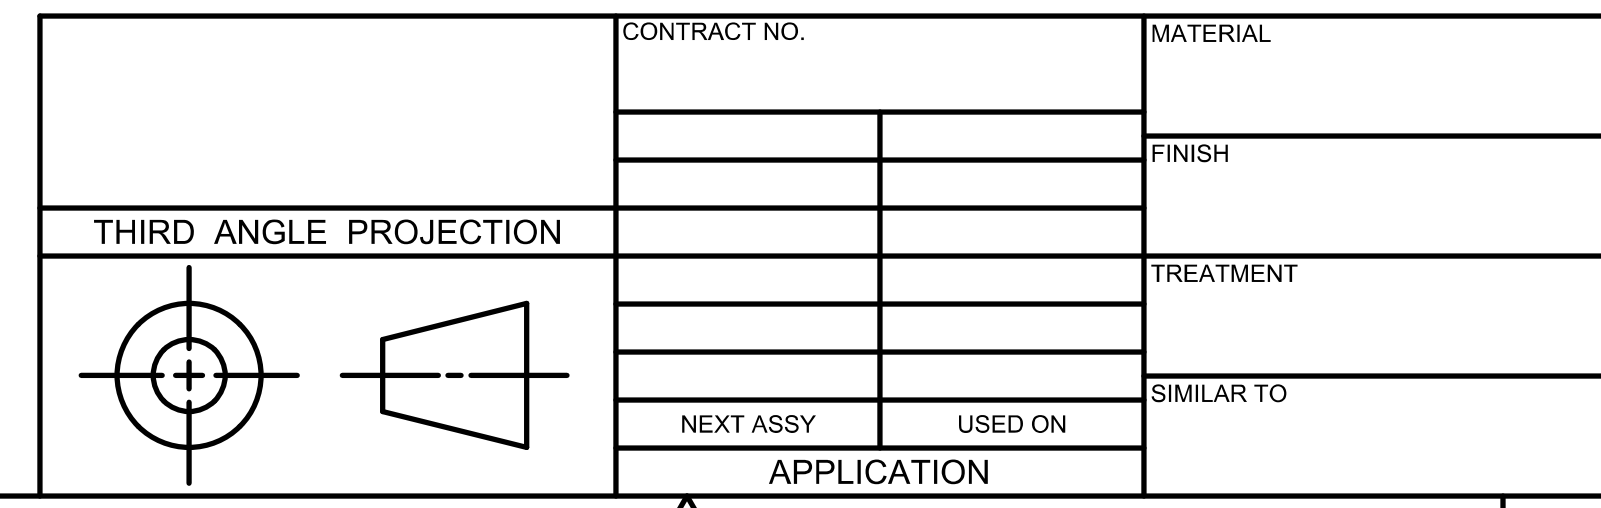 CONTRACT NO.
MATERIAL
FINISH
THIRD ANGLE PROJECTION
TREATMENT
SIMILAR TO
NEXT ASSY
USED ON
APPLICATION